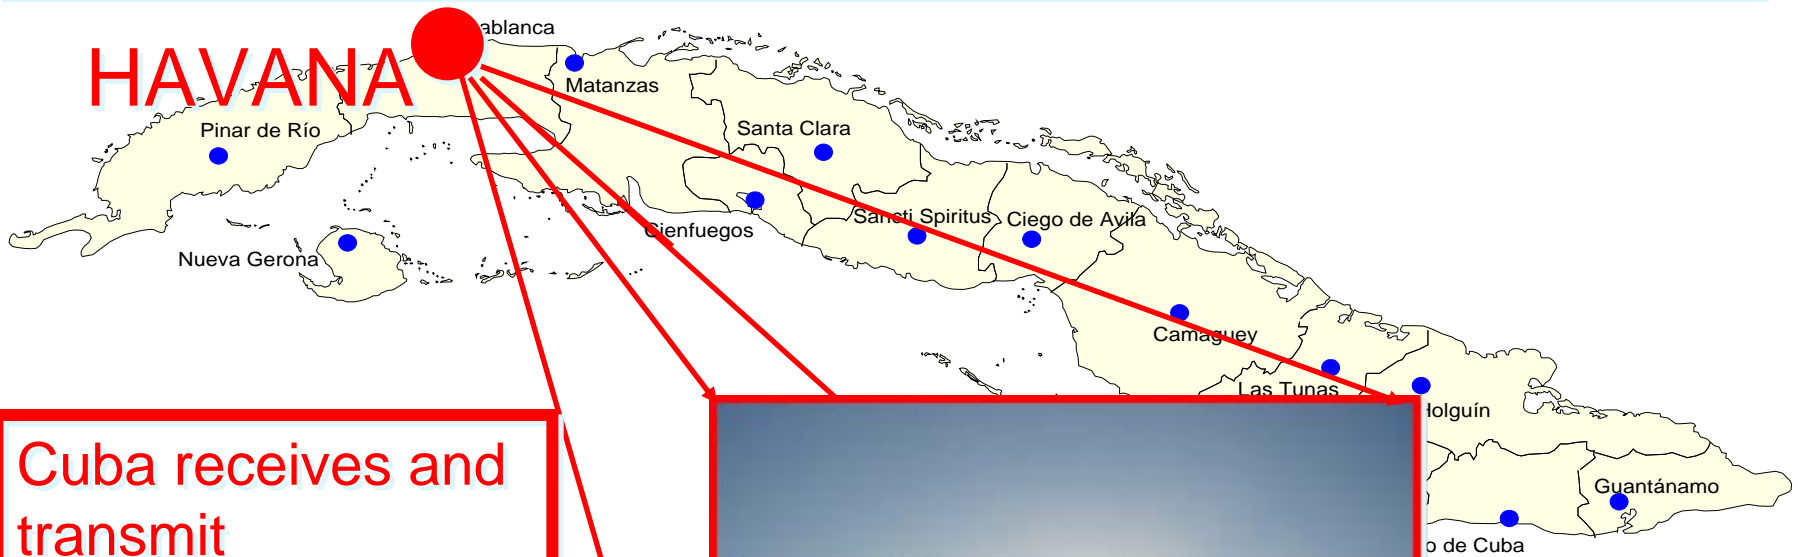 ablanca
HAVANA
Matanzas
Pinar de Río
Santa Clara
Sancti Spiritus
Ciego de Avila
Cienfuegos
Nueva Gerona
Camaguey
Las Tunas
Holguín
Cuba receives and
transmit
Guantánamo
o de Cuba